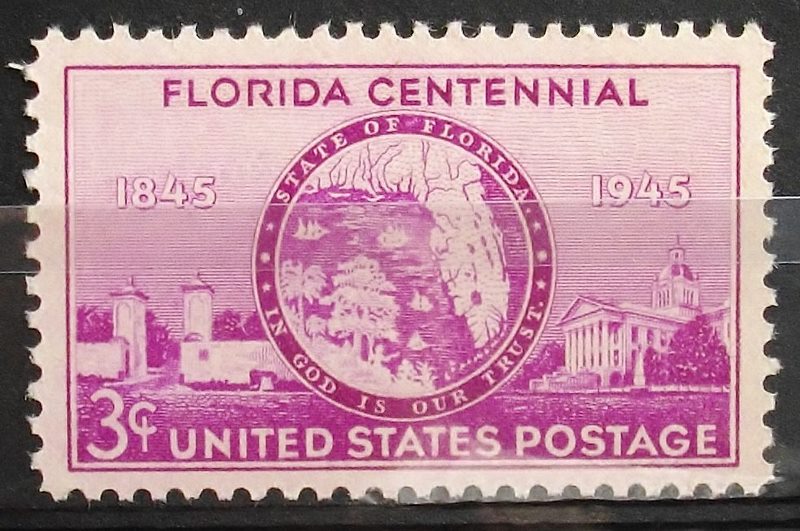 FLORIDA CENTENNIAL
STATE OF FLORIDA
1845
1945
IN GOD IS OUR TRUST.
3¢
UNITED STATES POSTAGE